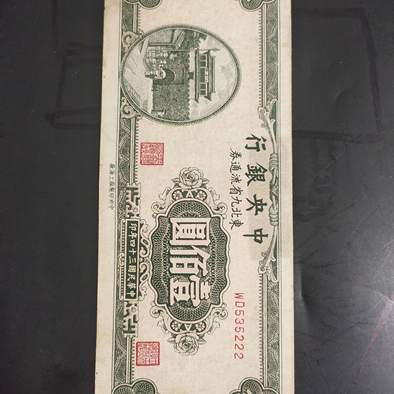 中央銀行
東北九省流通券
WD535222
壹佰圓
中華民國三十四年印